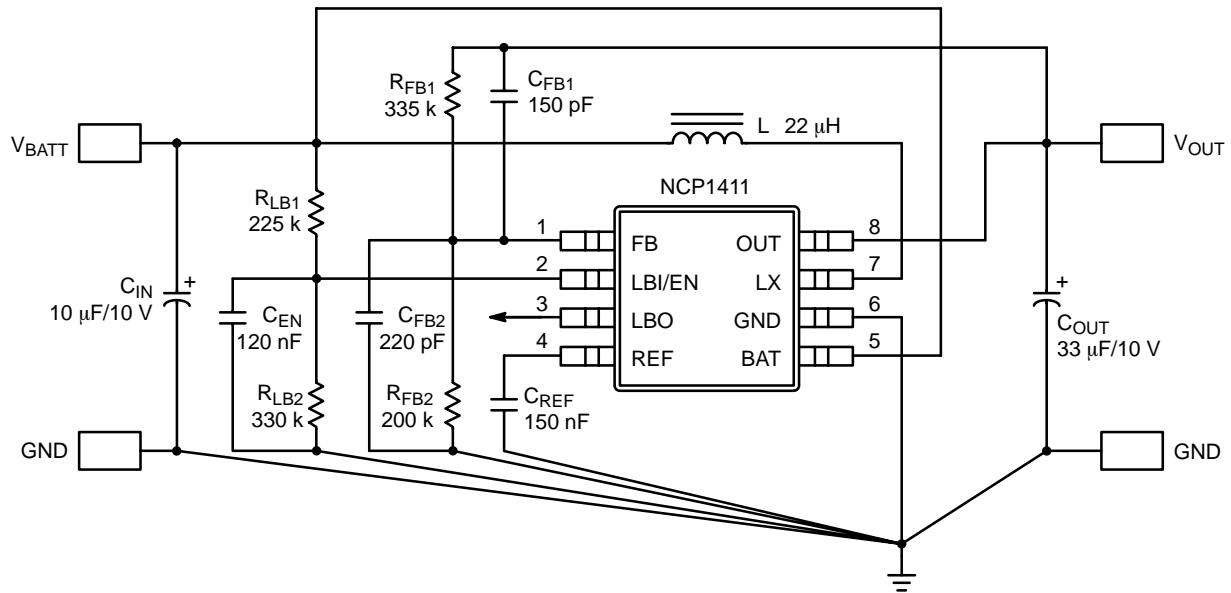 R_FB1
335 k
C_FB1
150 pF
V_BATT
L 22 μH
V_OUT
R_LB1
225 k
NCP1411
1
FB
OUT
8
2
LBI/EN
LX
7
3
LBO
GND
6
4
REF
BAT
5
C_IN
10 μF/10 V
+
C_EN
120 nF
C_FB2
220 pF
+
C_OUT
33 μF/10 V
R_LB2
330 k
R_FB2
200 k
C_REF
150 nF
GND
GND